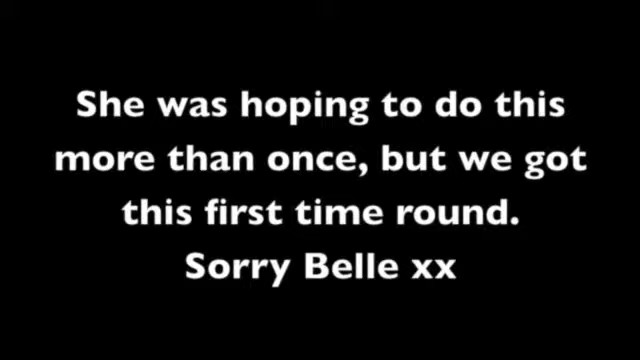 She was hoping to do this
more than once, but we got
this first time round.
Sorry Belle xx